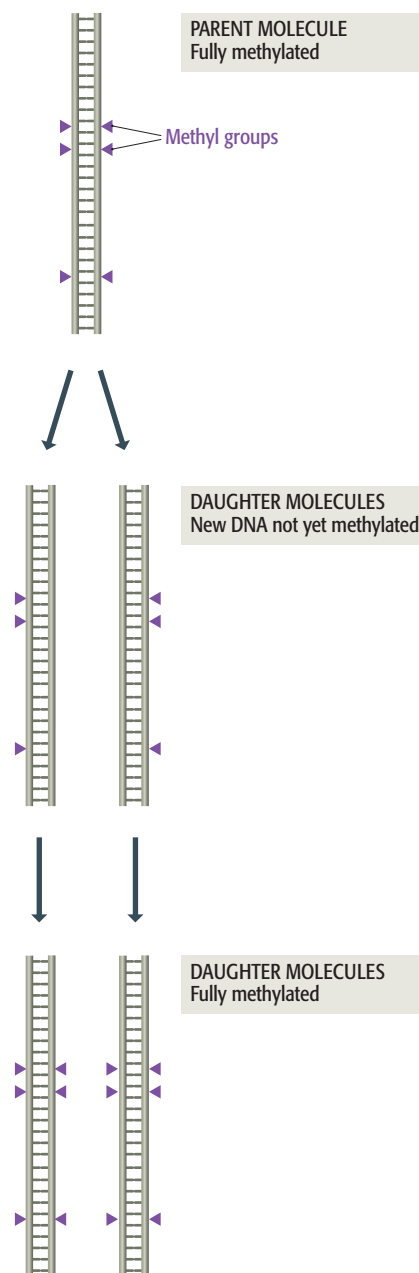 PARENT MOLECULE
Fully methylated
Methyl groups
DAUGHTER MOLECULES
New DNA not yet methylated
DAUGHTER MOLECULES
Fully methylated